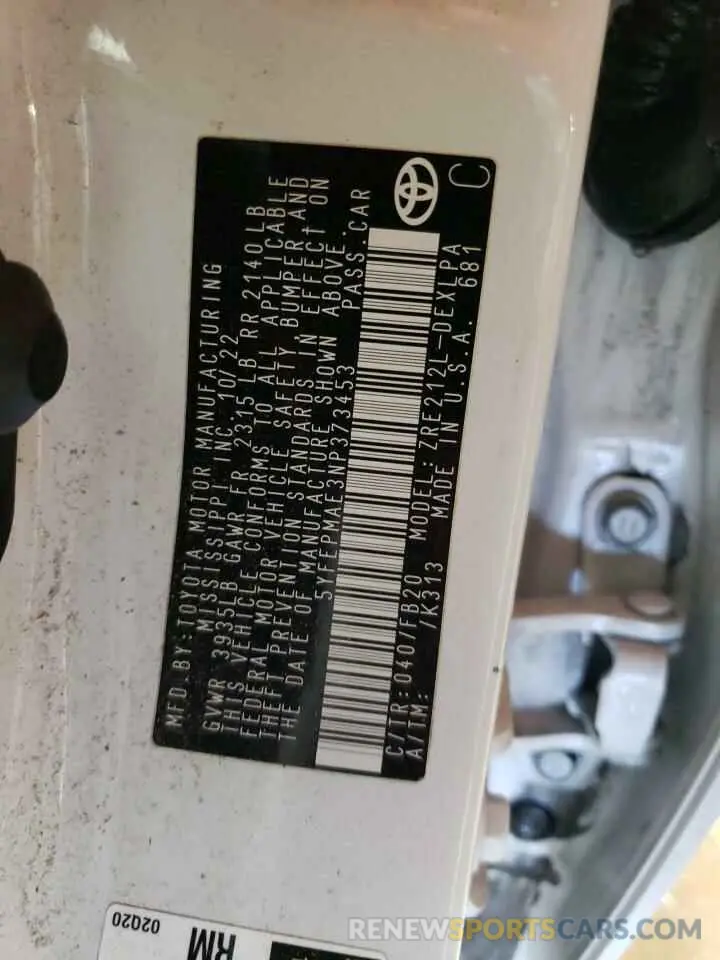 MFD. BY: TOYOTA MOTOR MANUFACTURING
MISSISSIPPI, INC. 10/22
GVWR 3935LB GAWR FR 2315 LB RR 2140LB
THIS VEHICLE CONFORMS TO ALL APPLICABLE
FEDERAL MOTOR VEHICLE SAFETY, BUMPER AND
THEFT PREVENTION STANDARDS IN EFFECT ON
THE DATE OF MANUFACTURE SHOWN ABOVE.
5YFEPMAE3NP373453 PASS. CAR
C/TR: 040/FB20 MODEL: ZRE212L-DEXLPA
A/TM: /K313 MADE IN U.S.A. 681
C
02Q20
RM
RENEWSPORTSCARS.COM